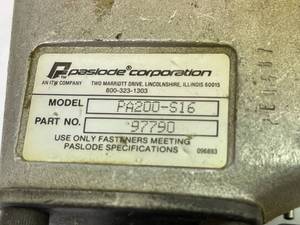 paslode® corporation
AN ITW COMPANY
TWO MARRIOTT DRIVE, LINCOLNSHIRE, ILLINOIS 60015
800-323-1303
MODEL PA200-S16
PART NO. 97790
USE ONLY FASTENERS MEETING
PASLODE SPECIFICATIONS
096893